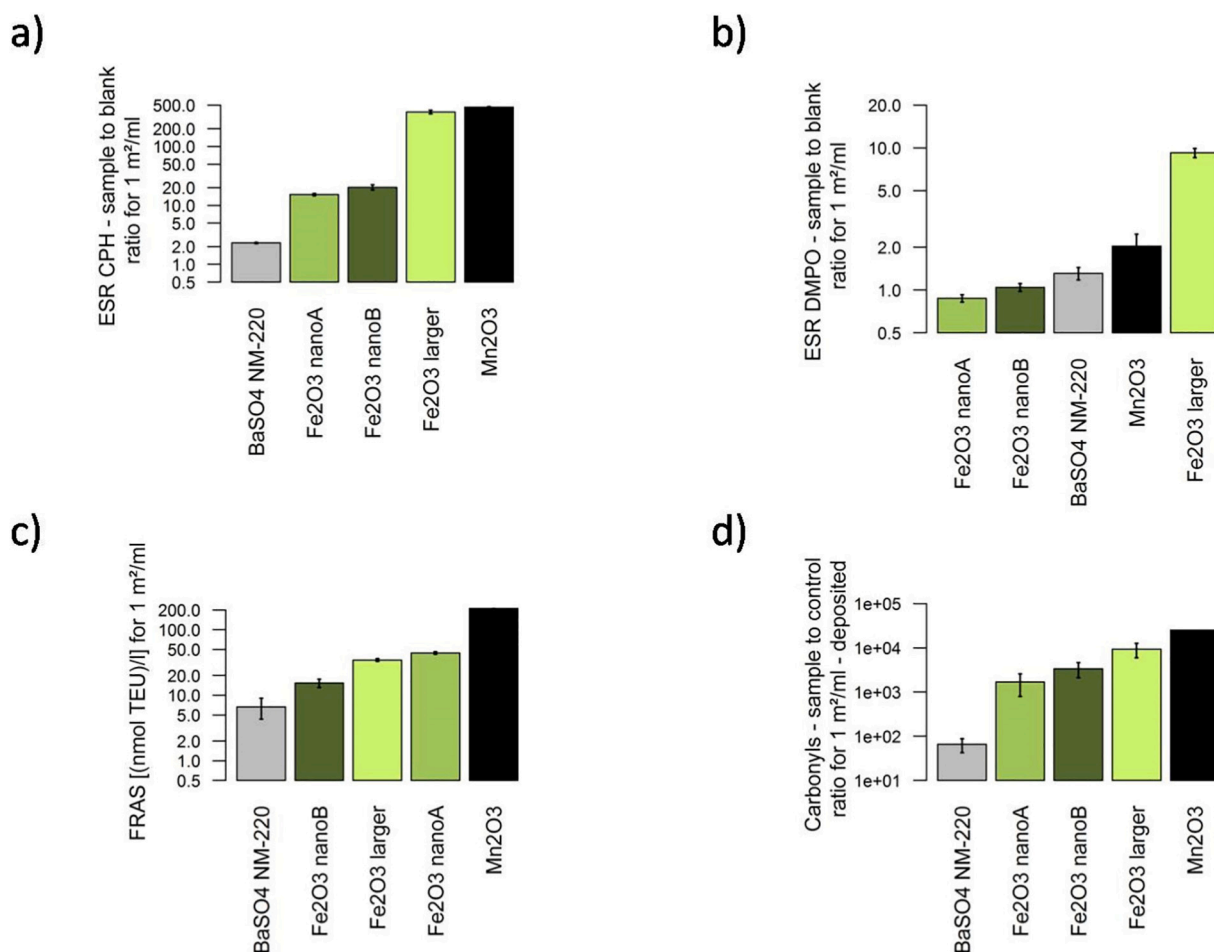 a)
ESR CPH - sample to blank
ratio for 1 m²/ml
500.0
200.0
100.0
50.0
20.0
10.0
5.0
2.0
1.0
0.5
BaSO4 NM-220
Fe2O3 nanoA
Fe2O3 nanoB
Fe2O3 larger
Mn2O3
b)
ESR DMPO - sample to blank
ratio for 1 m²/ml
20.0
10.0
5.0
2.0
1.0
0.5
Fe2O3 nanoA
Fe2O3 nanoB
BaSO4 NM-220
Mn2O3
Fe2O3 larger
c)
FRAS [(nmol TEU)/l] for 1 m²/ml
200.0
100.0
50.0
20.0
10.0
5.0
2.0
1.0
0.5
BaSO4 NM-220
Fe2O3 nanoB
Fe2O3 larger
Fe2O3 nanoA
Mn2O3
d)
Carbonyls - sample to control
ratio for 1 m²/ml - deposited
1e+05
1e+04
1e+03
1e+02
1e+01
BaSO4 NM-220
Fe2O3 nanoA
Fe2O3 nanoB
Fe2O3 larger
Mn2O3